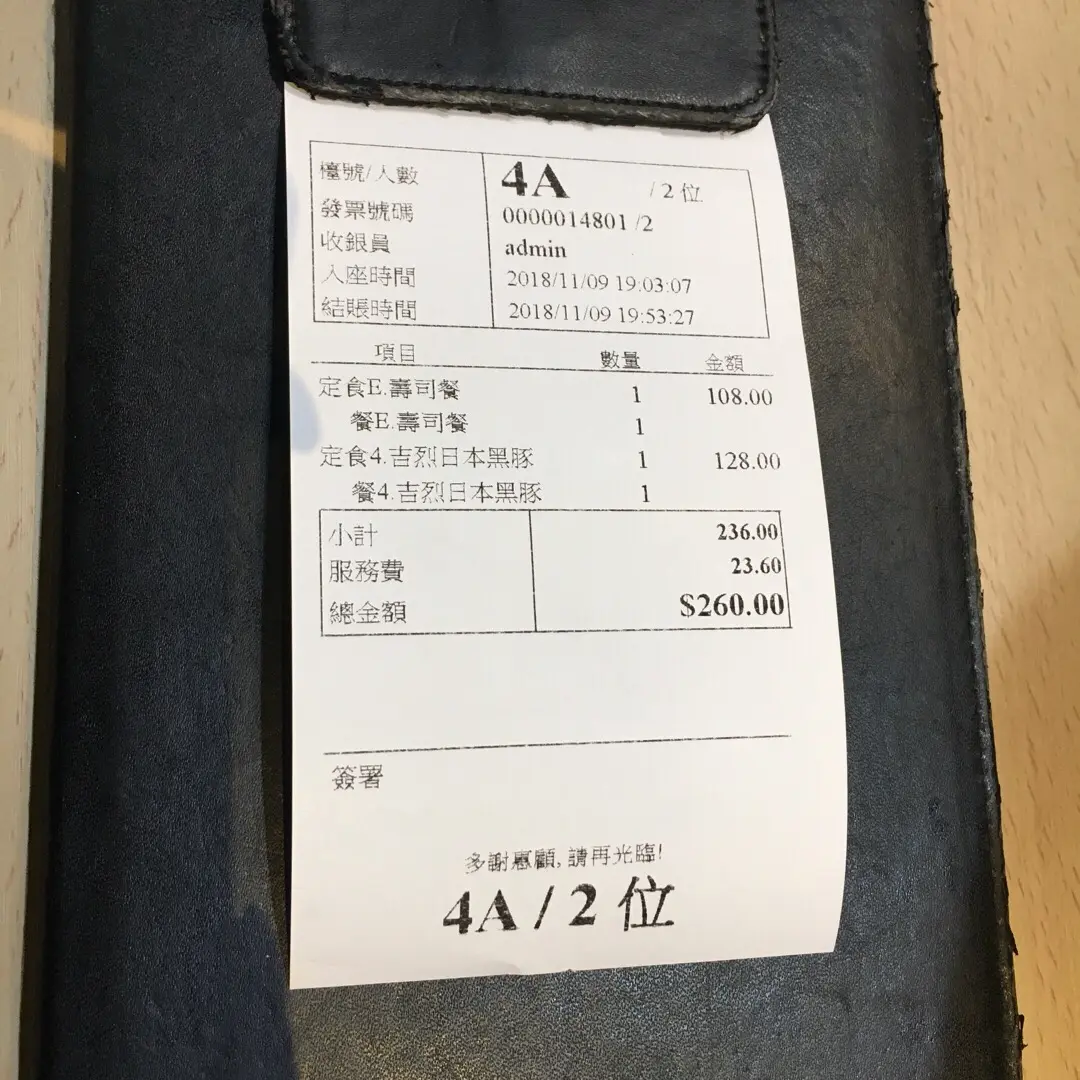 檯號/人數 4A /2 位
發票號碼 0000014801 /2
收銀員 admin
入座時間 2018/11/09 19:03:07
結賬時間 2018/11/09 19:53:27
項目 數量 金額
定食E.壽司餐 1 108.00
餐E.壽司餐 1
定食4.吉烈日本黑豚 1 128.00
餐4.吉烈日本黑豚 1
小計 236.00
服務費 23.60
總金額 $260.00
簽署
多謝惠顧, 請再光臨!
4A / 2 位